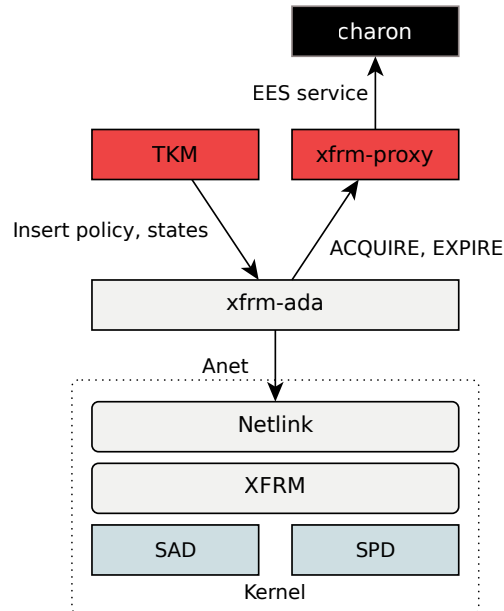 charon
EES service
TKM
xfrm-proxy
Insert policy, states
ACQUIRE, EXPIRE
xfrm-ada
Anet
Netlink
XFRM
SAD
SPD
Kernel